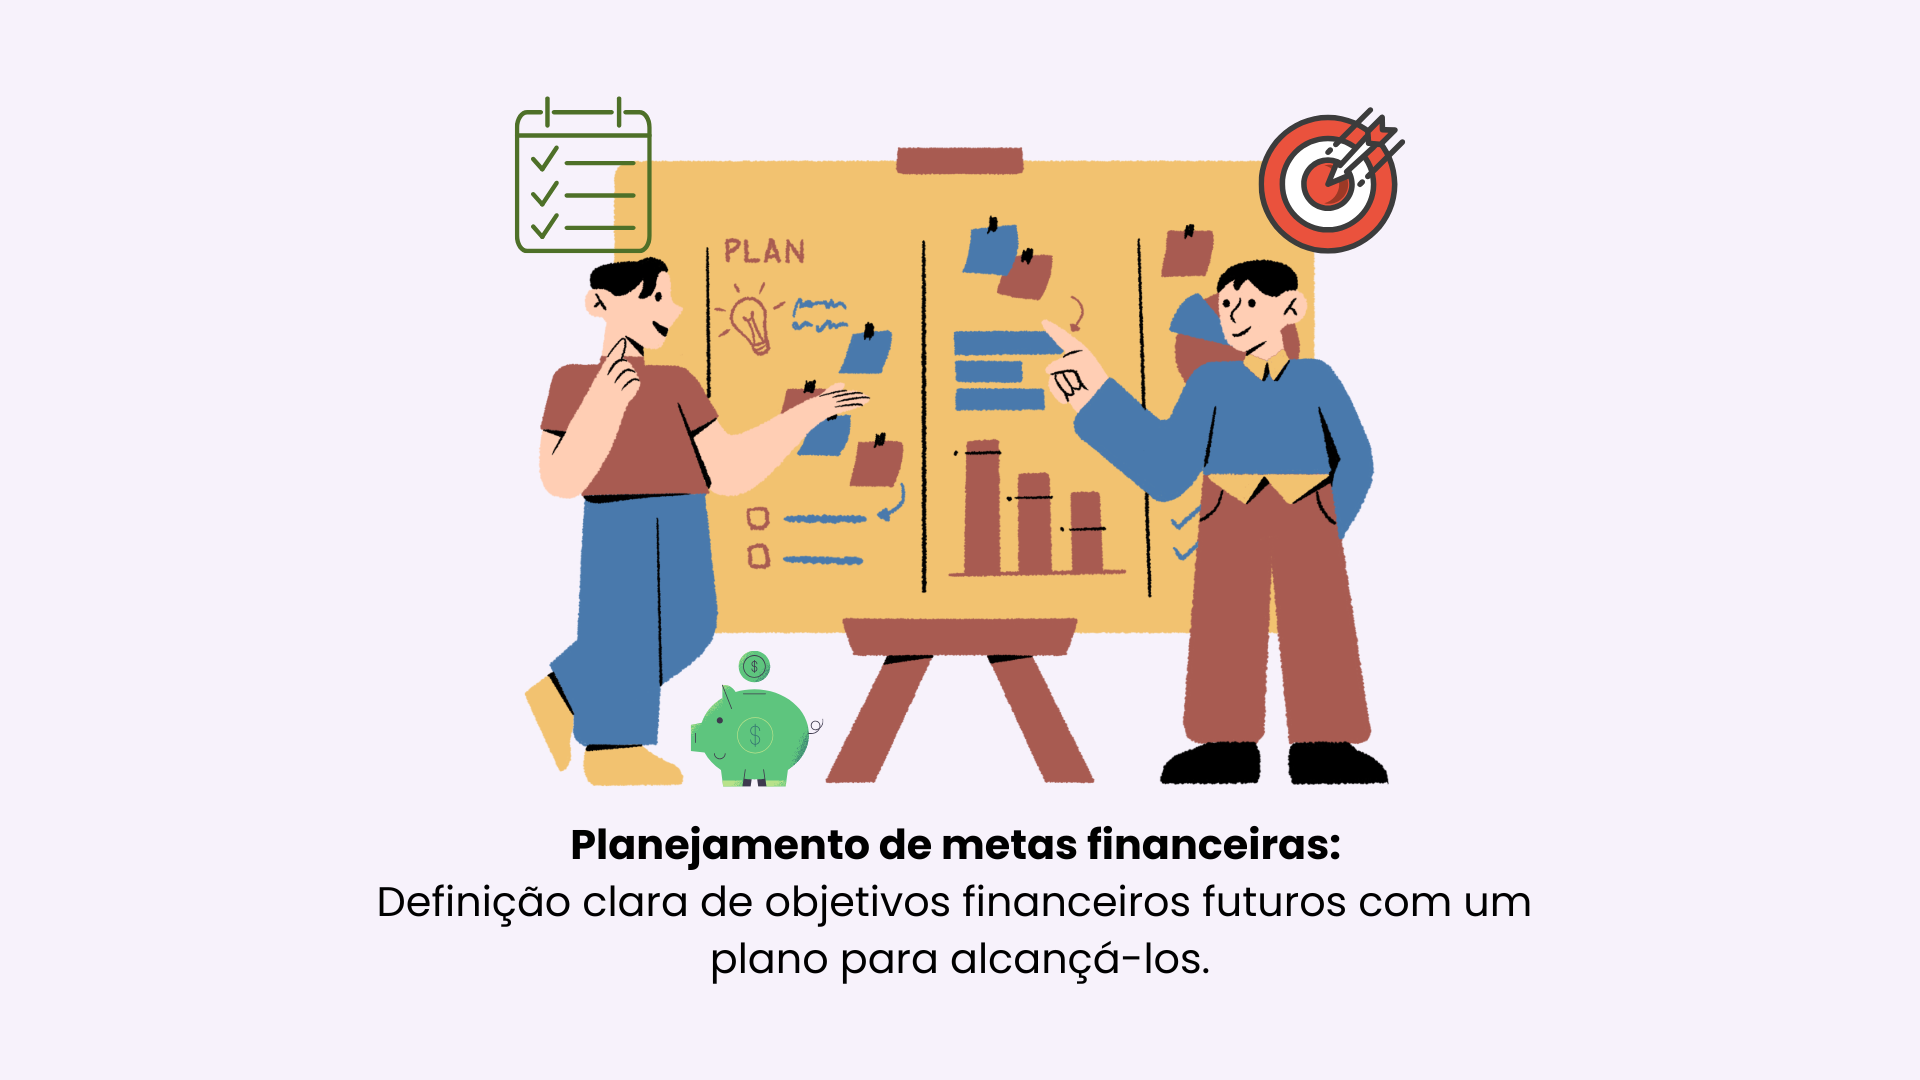 PLAN
$
$
Planejamento de metas financeiras:
Definição clara de objetivos financeiros futuros com um
plano para alcançá-los.